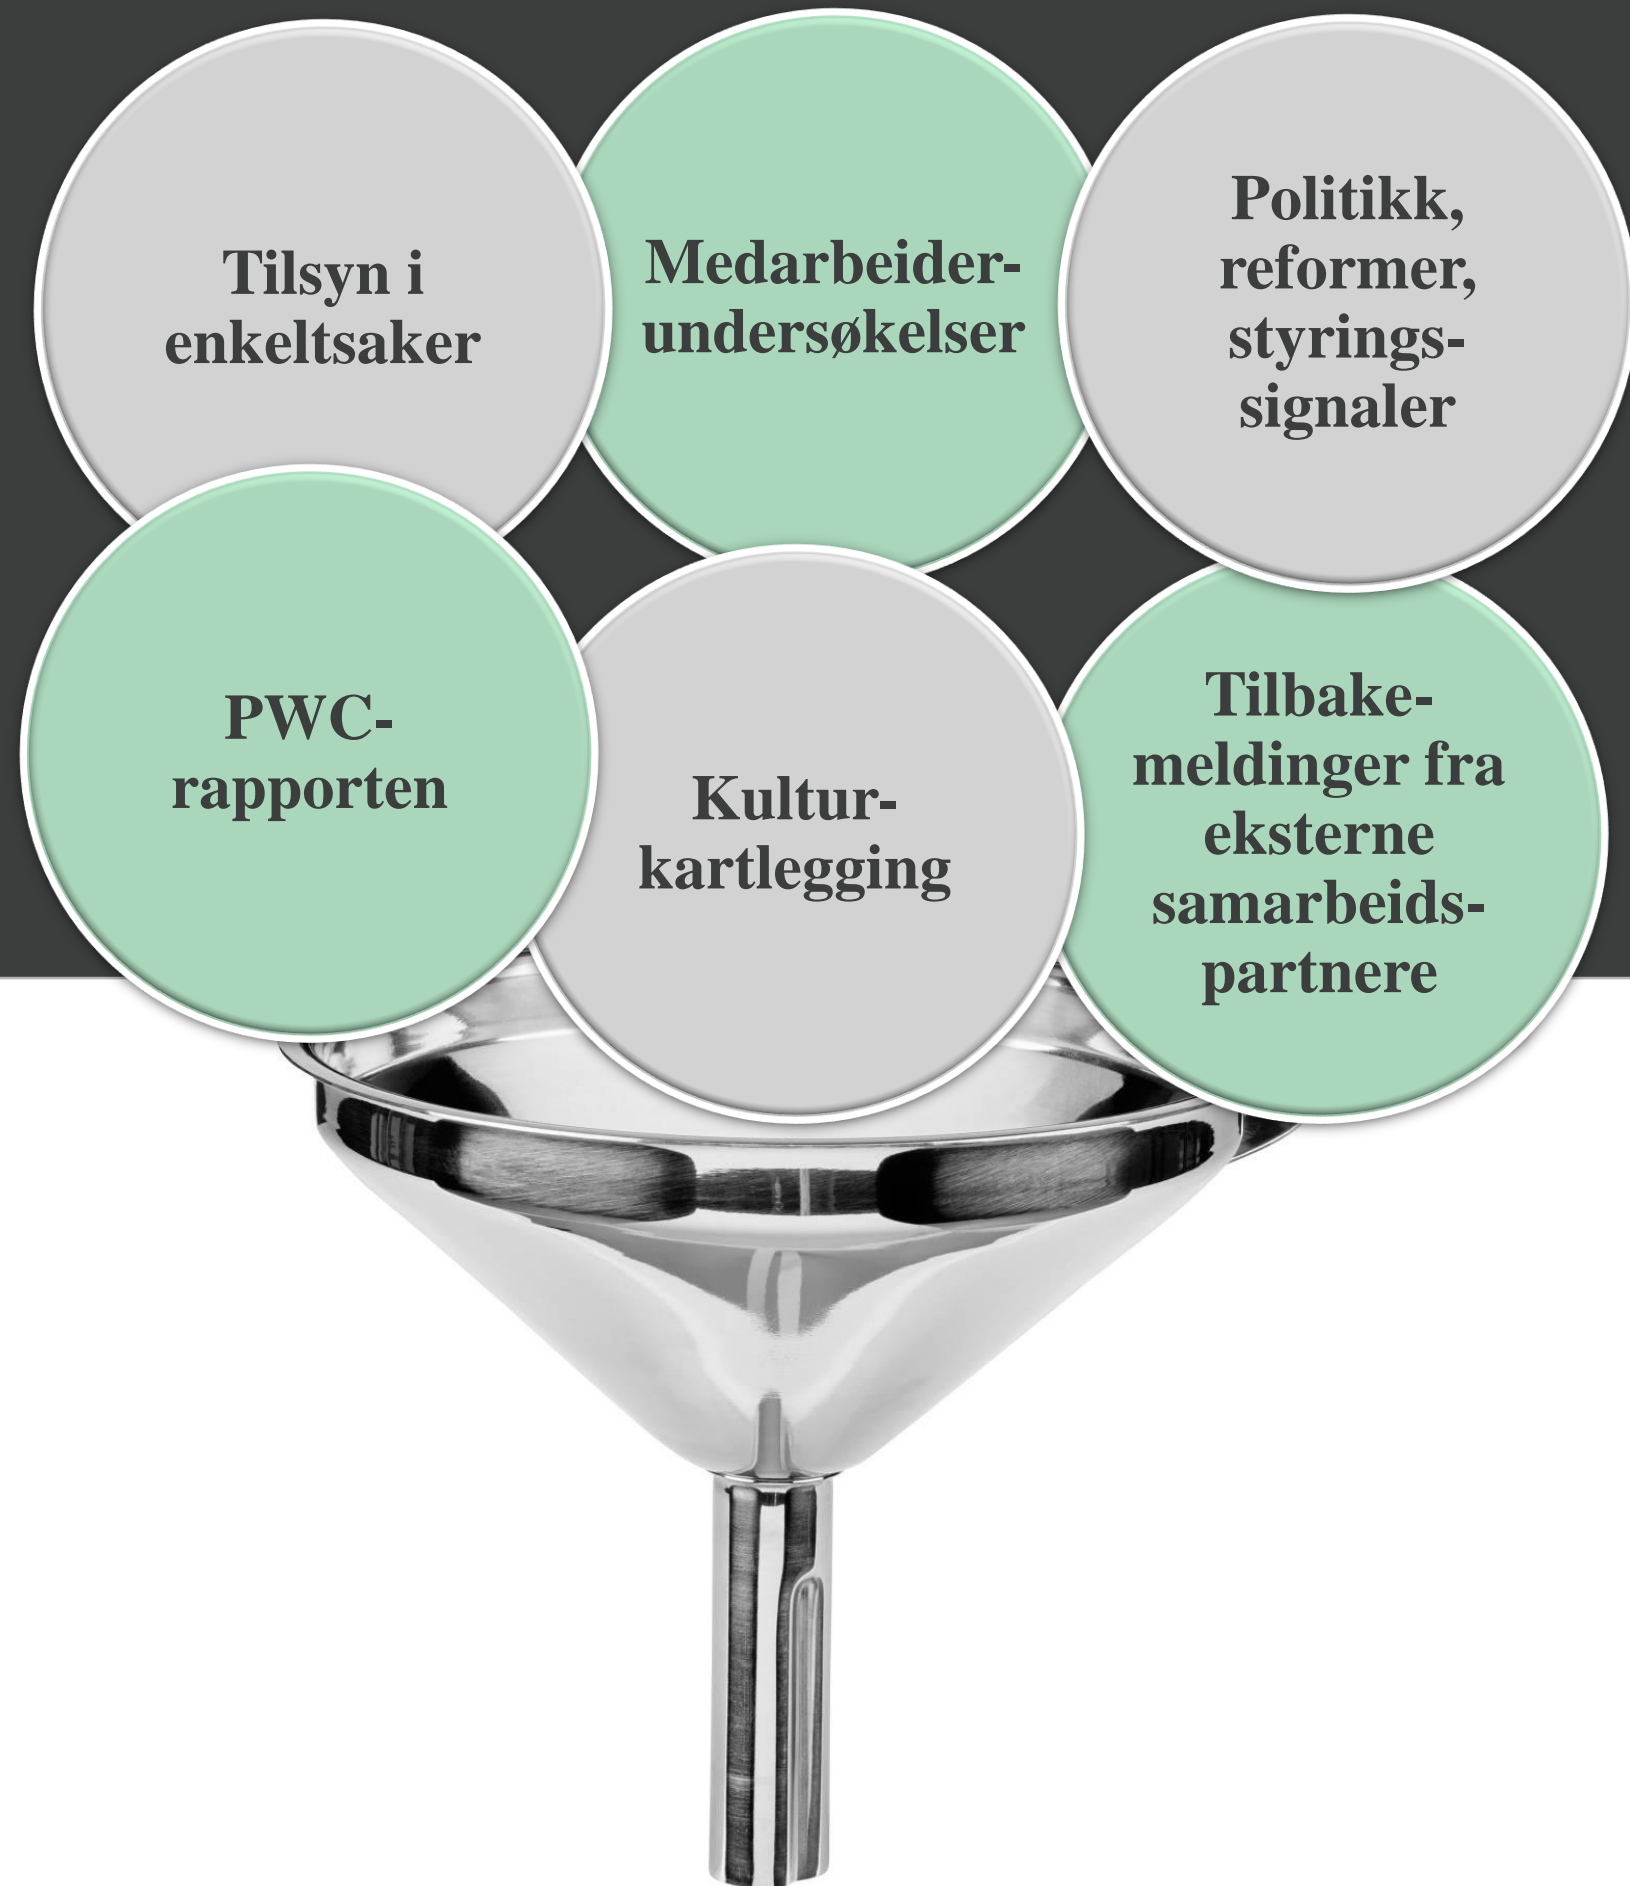 Tilsyn i
enkeltsaker
Medarbeider-
undersøkelser
Politikk,
reformer,
styrings-
signaler
PWC-
rapporten
Kultur-
kartlegging
Tilbake-
meldinger fra
eksterne
samarbeids-
partnere